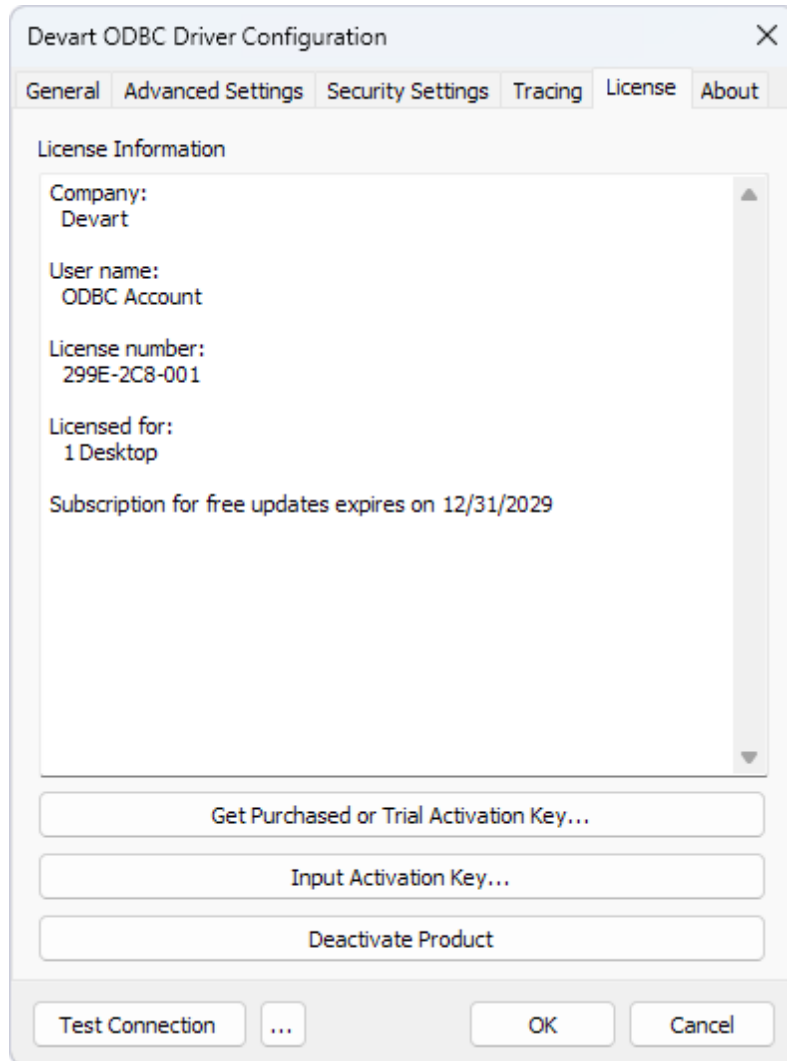 Devart ODBC Driver Configuration
General Advanced Settings Security Settings Tracing License About
License Information
Company:
Devart
User name:
ODBC Account
License number:
299E-2C8-001
Licensed for:
1 Desktop
Subscription for free updates expires on 12/31/2029
Get Purchased or Trial Activation Key...
Input Activation Key...
Deactivate Product
Test Connection ... OK Cancel